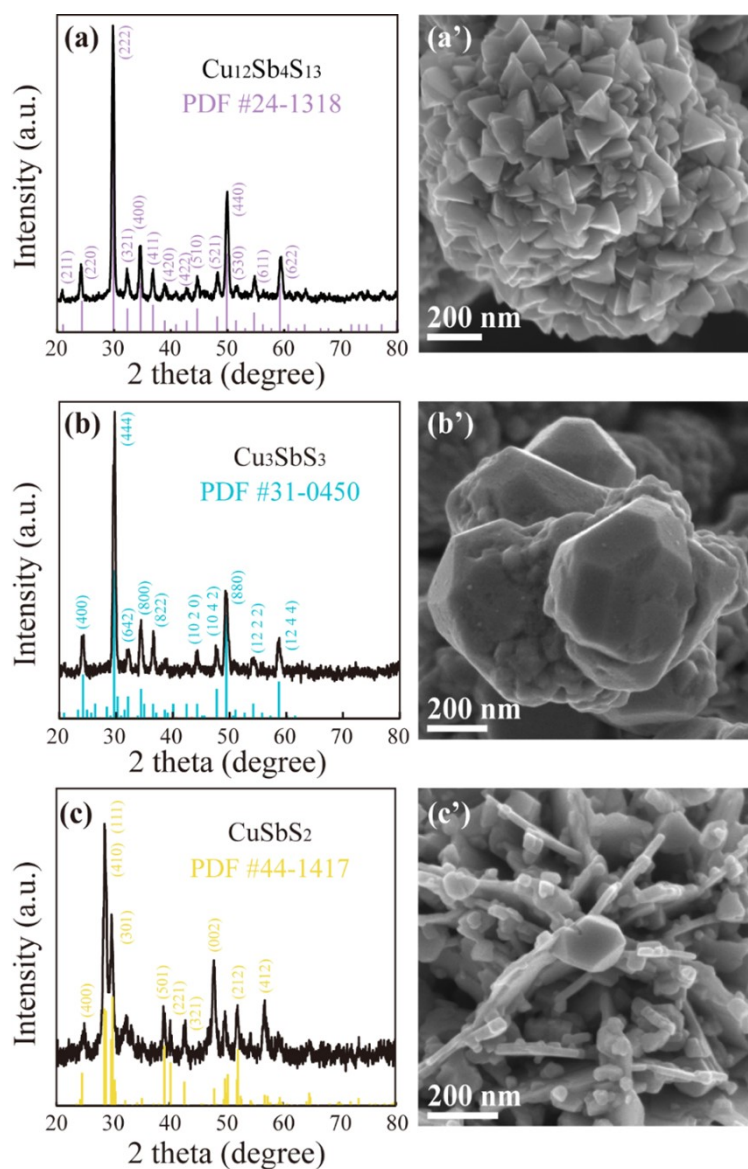 (a)
(222)
Cu₁₂Sb₄S₁₃
PDF #24-1318
(211)
(220)
(321)
(400)
(411)
(420)
(422)
(510)
(521)
(440)
(530)
(611)
(622)
Intensity (a.u.)
20 30 40 50 60 70 80
2 theta (degree)
(a')
200 nm
(b)
(444)
Cu₃SbS₃
PDF #31-0450
(400)
(642)
(800)
(822)
(10 2 0)
(10 4 2)
(880)
(12 2 2)
(12 4 4)
Intensity (a.u.)
20 30 40 50 60 70 80
2 theta (degree)
(b')
200 nm
(c)
(111)
(410)
(301)
CuSbS₂
PDF #44-1417
(400)
(501)
(221)
(321)
(002)
(212)
(412)
Intensity (a.u.)
20 30 40 50 60 70 80
2 theta (degree)
(c')
200 nm